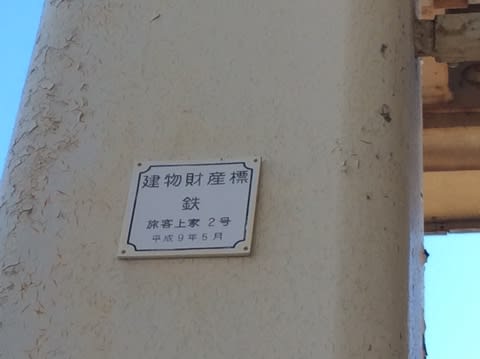 建物財産標
鉄
旅客上家 2号
平成9年5月